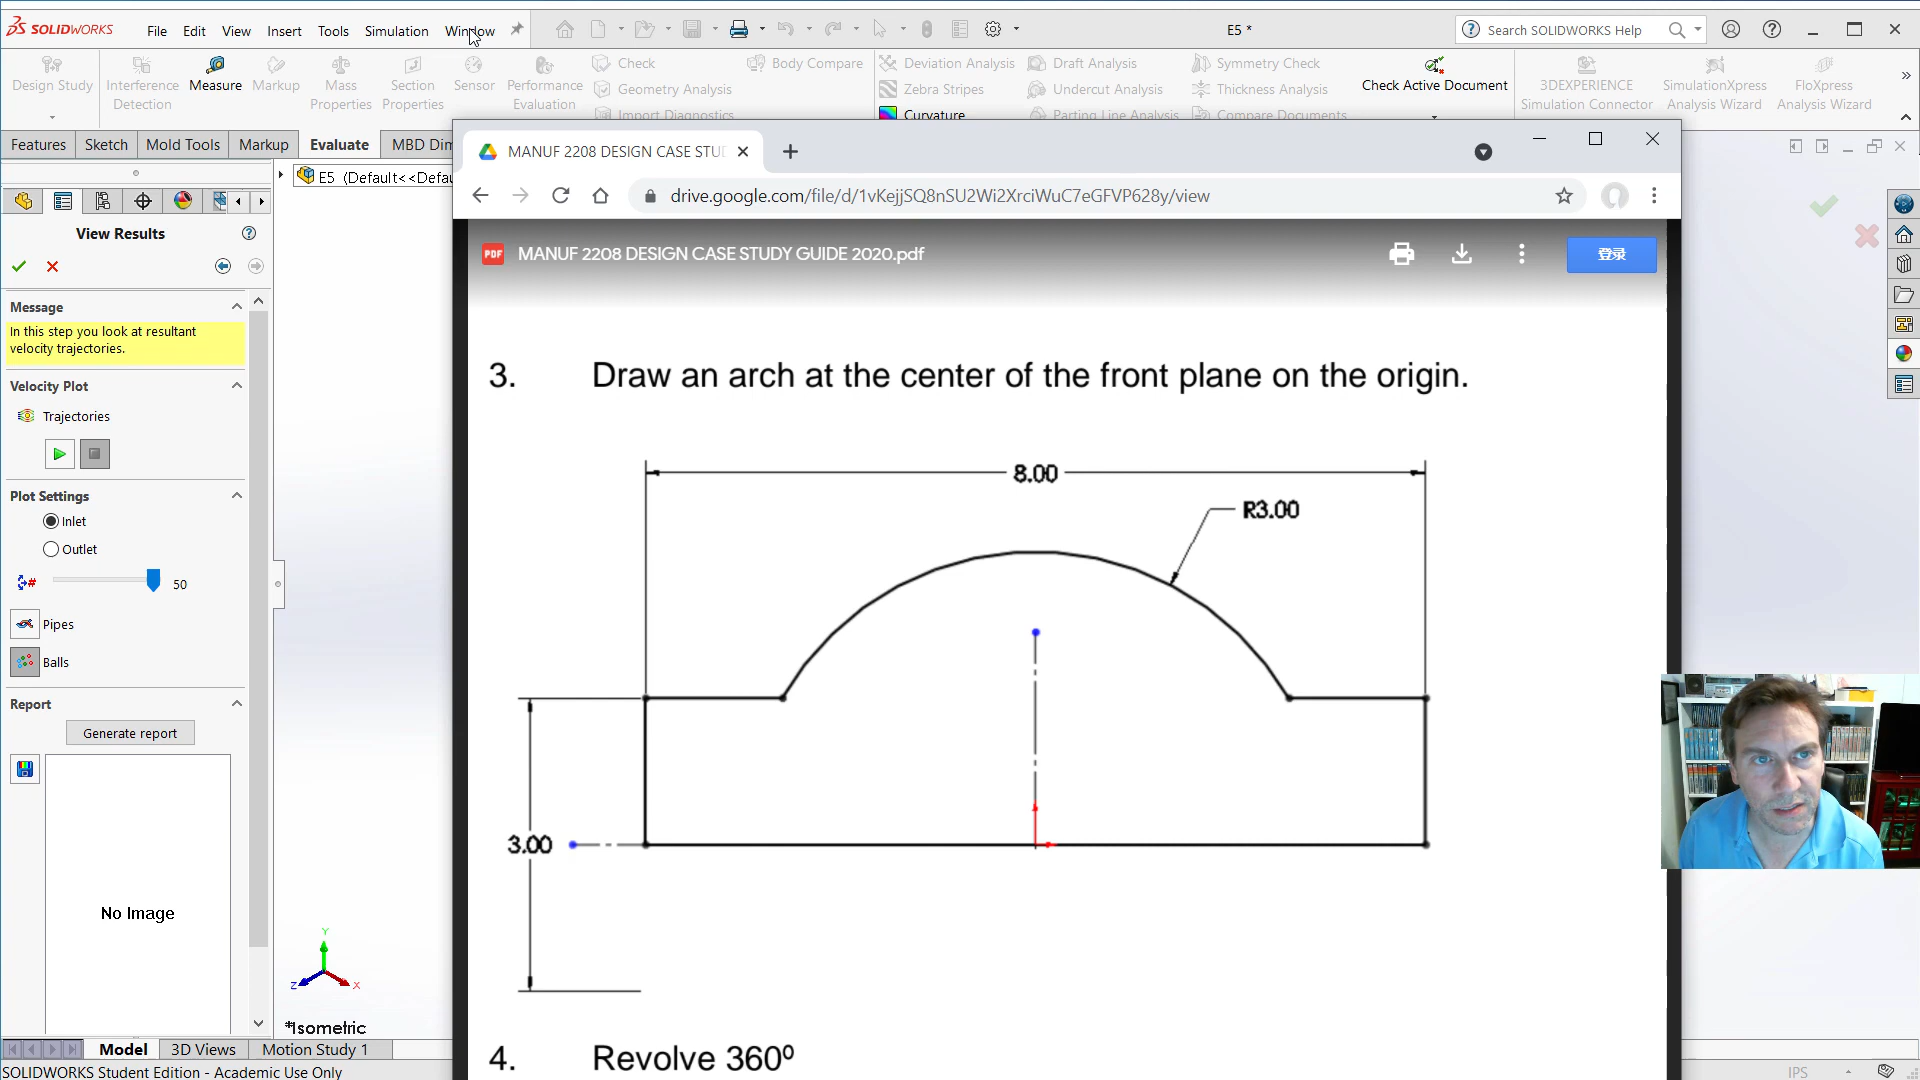 SOLIDWORKS
File Edit View Insert Tools Simulation Window
E5 *
Search SOLIDWORKS Help
Design Study
Interference Detection
Measure
Markup
Mass Properties
Section Properties
Sensor
Performance Evaluation
Check
Geometry Analysis
Import Diagnostics
Body Compare
Deviation Analysis
Zebra Stripes
Curvature
Draft Analysis
Undercut Analysis
Parting Line Analysis
Symmetry Check
Thickness Analysis
Compare Documents
Check Active Document
3DEXPERIENCE Simulation Connector
SimulationXpress Analysis Wizard
FloXpress Analysis Wizard
Features Sketch Mold Tools Markup Evaluate MBD Dim
E5 (Default<<Defau
View Results
Message
In this step you look at resultant
velocity trajectories.
Velocity Plot
Trajectories
Plot Settings
Inlet
Outlet
50
Pipes
Balls
Report
Generate report
No Image
Y
Z
X
*Isometric
Model 3D Views Motion Study 1
SOLIDWORKS Student Edition - Academic Use Only
IPS
MANUF 2208 DESIGN CASE STU
drive.google.com/file/d/1vKejjSQ8nSU2Wi2XrciWuC7eGFVP628y/view
PDF MANUF 2208 DESIGN CASE STUDY GUIDE 2020.pdf
登录
3. Draw an arch at the center of the front plane on the origin.
8.00
R3.00
3.00
4. Revolve 360⁰